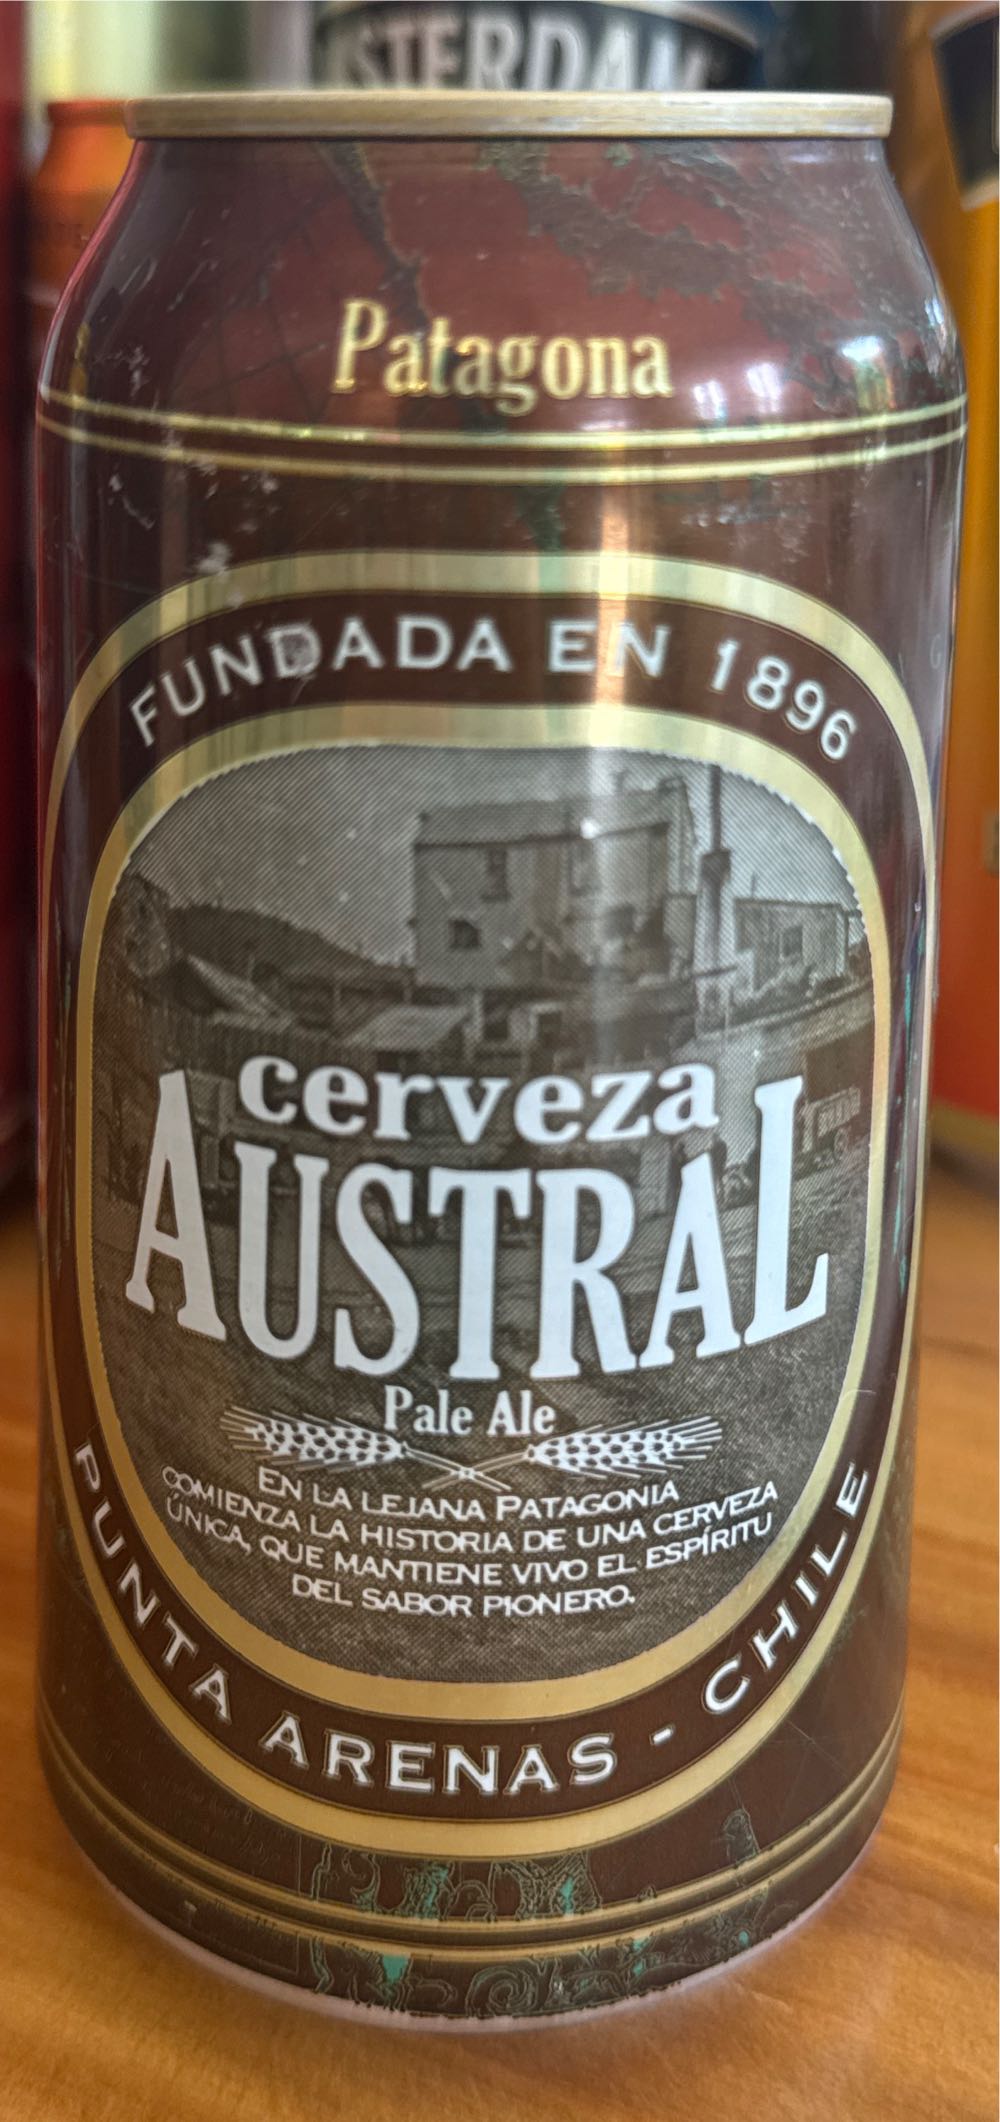 STERDAM
Patagona
FUNDADA EN 1896
cerveza
AUSTRAL
Pale Ale
EN LA LEJANA PATAGONIA
COMIENZA LA HISTORIA DE UNA CERVEZA
ÚNICA, QUE MANTIENE VIVO EL ESPÍRITU
DEL SABOR PIONERO.
PUNTA ARENAS - CHILE